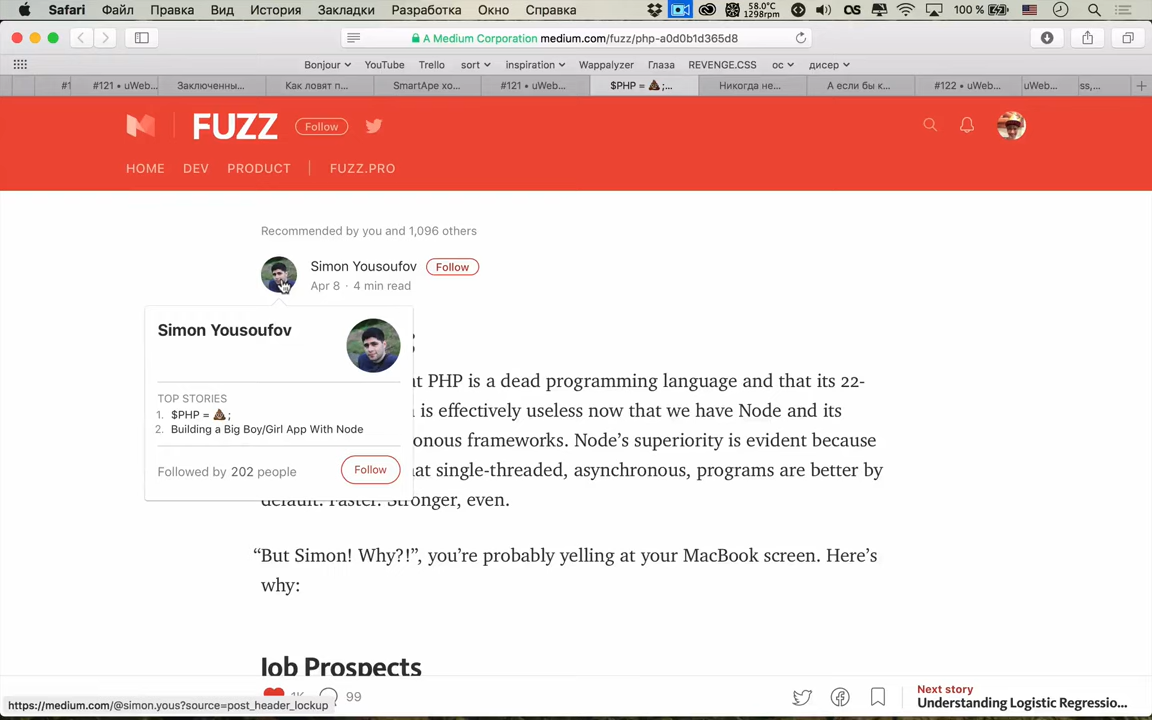 Safari Файл Правка Вид История Закладки Разработка Окно Справка 58.0°C 1298rpm 100 %
A Medium Corporation medium.com/fuzz/php-a0d0b1d365d8
Bonjour YouTube Trello sort inspiration Wappalyzer Глаза REVENGE.CSS ос дисер
#1 #121 • uWeb... Заключенны... Как ловят п... SmartApe хо... #121 • uWeb... $PHP = 💩;... Никогда не... А если бы к... #122 • uWeb... uWeb... ss,...
FUZZ Follow
HOME DEV PRODUCT FUZZ.PRO
Recommended by you and 1,096 others
Simon Yousoufov Follow
Apr 8 · 4 min read
Simon Yousoufov
TOP STORIES
1. $PHP = 💩;
2. Building a Big Boy/Girl App With Node
Followed by 202 people Follow
;
at PHP is a dead programming language and that its 22-
is effectively useless now that we have Node and its
onous frameworks. Node’s superiority is evident because
at single-threaded, asynchronous, programs are better by
default. Faster. Stronger, even.
“But Simon! Why?!”, you’re probably yelling at your MacBook screen. Here’s
why:
Job Prospects
1K 99
Next story
Understanding Logistic Regressio...
https://medium.com/@simon.yous?source=post_header_lockup